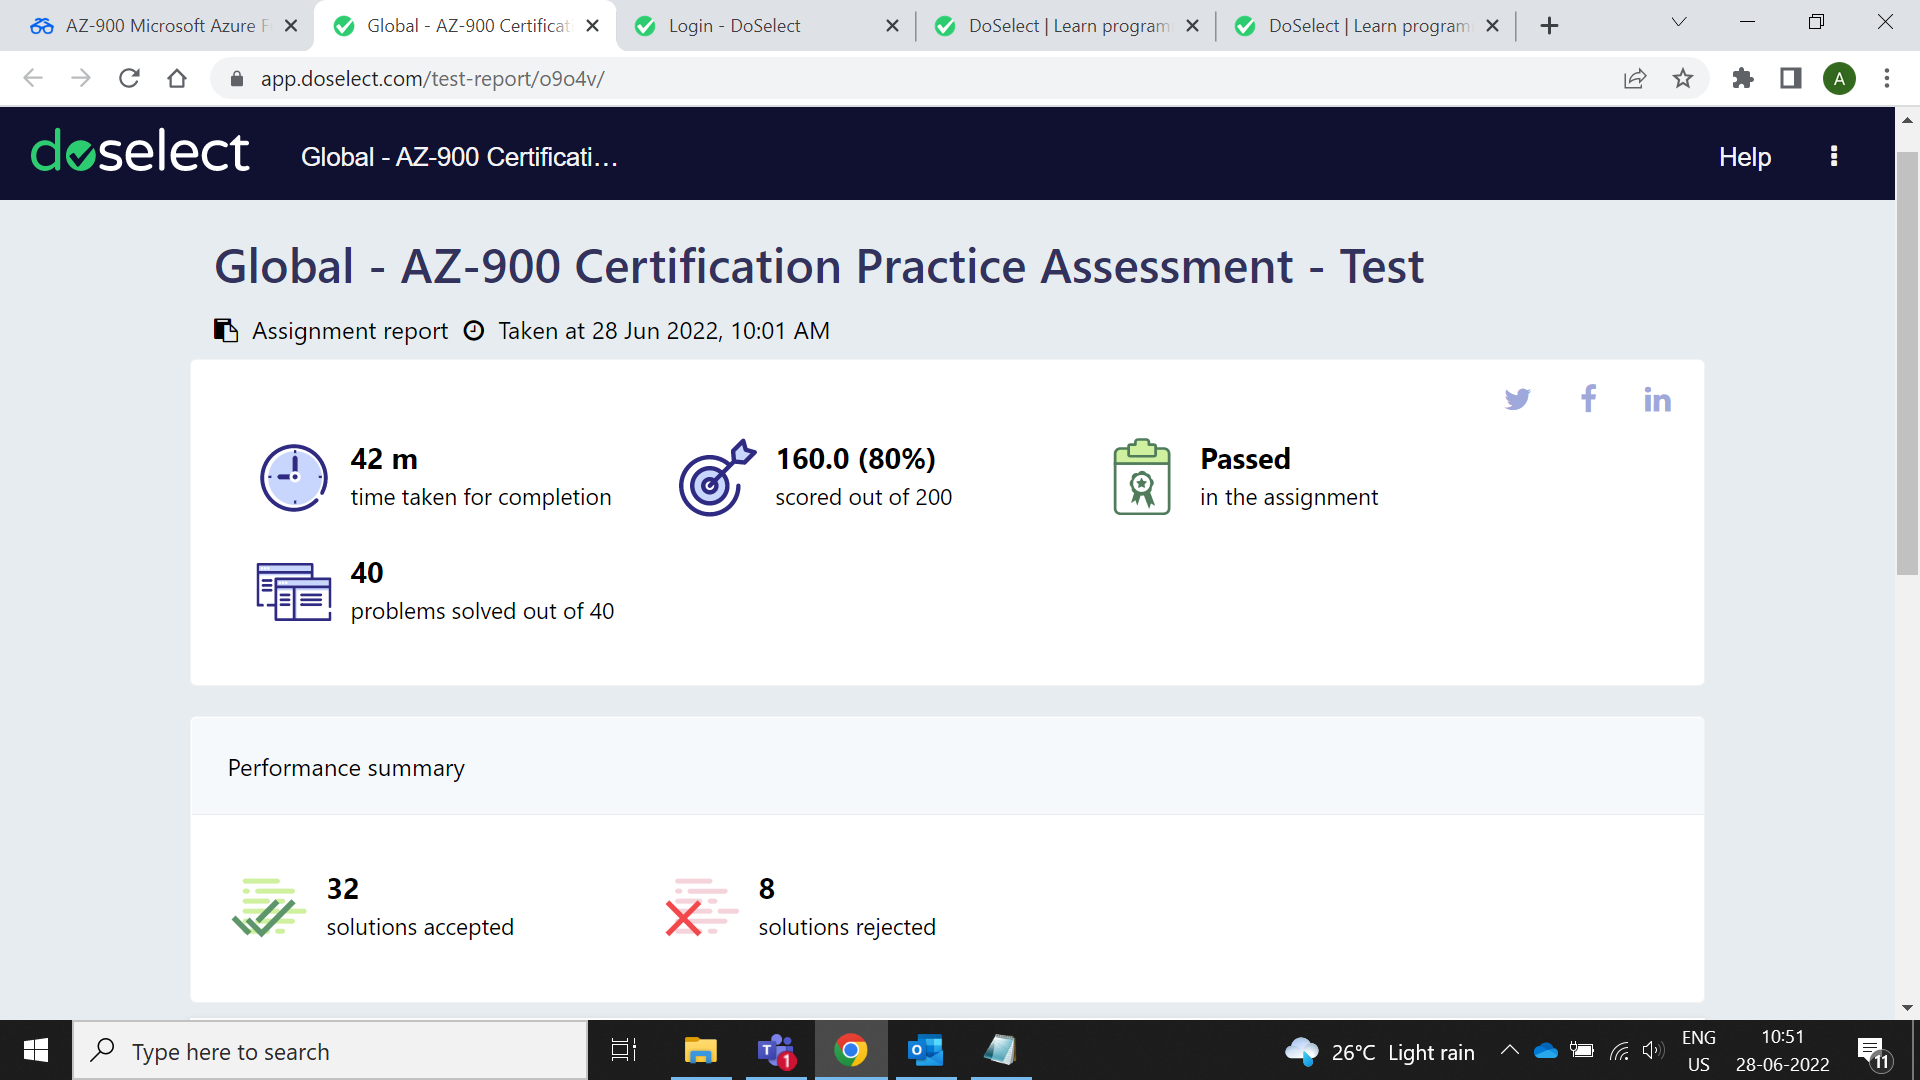 AZ-900 Microsoft Azure F
Global - AZ-900 Certificat
Login - DoSelect
DoSelect | Learn program
DoSelect | Learn program
app.doselect.com/test-report/o9o4v/
A
doselect
Global - AZ-900 Certificati...
Help
Global - AZ-900 Certification Practice Assessment - Test
Assignment report Taken at 28 Jun 2022, 10:01 AM
42 m
time taken for completion
160.0 (80%)
scored out of 200
Passed
in the assignment
40
problems solved out of 40
Performance summary
32
solutions accepted
8
solutions rejected
Type here to search
1
26°C Light rain
ENG
US
10:51
28-06-2022
11